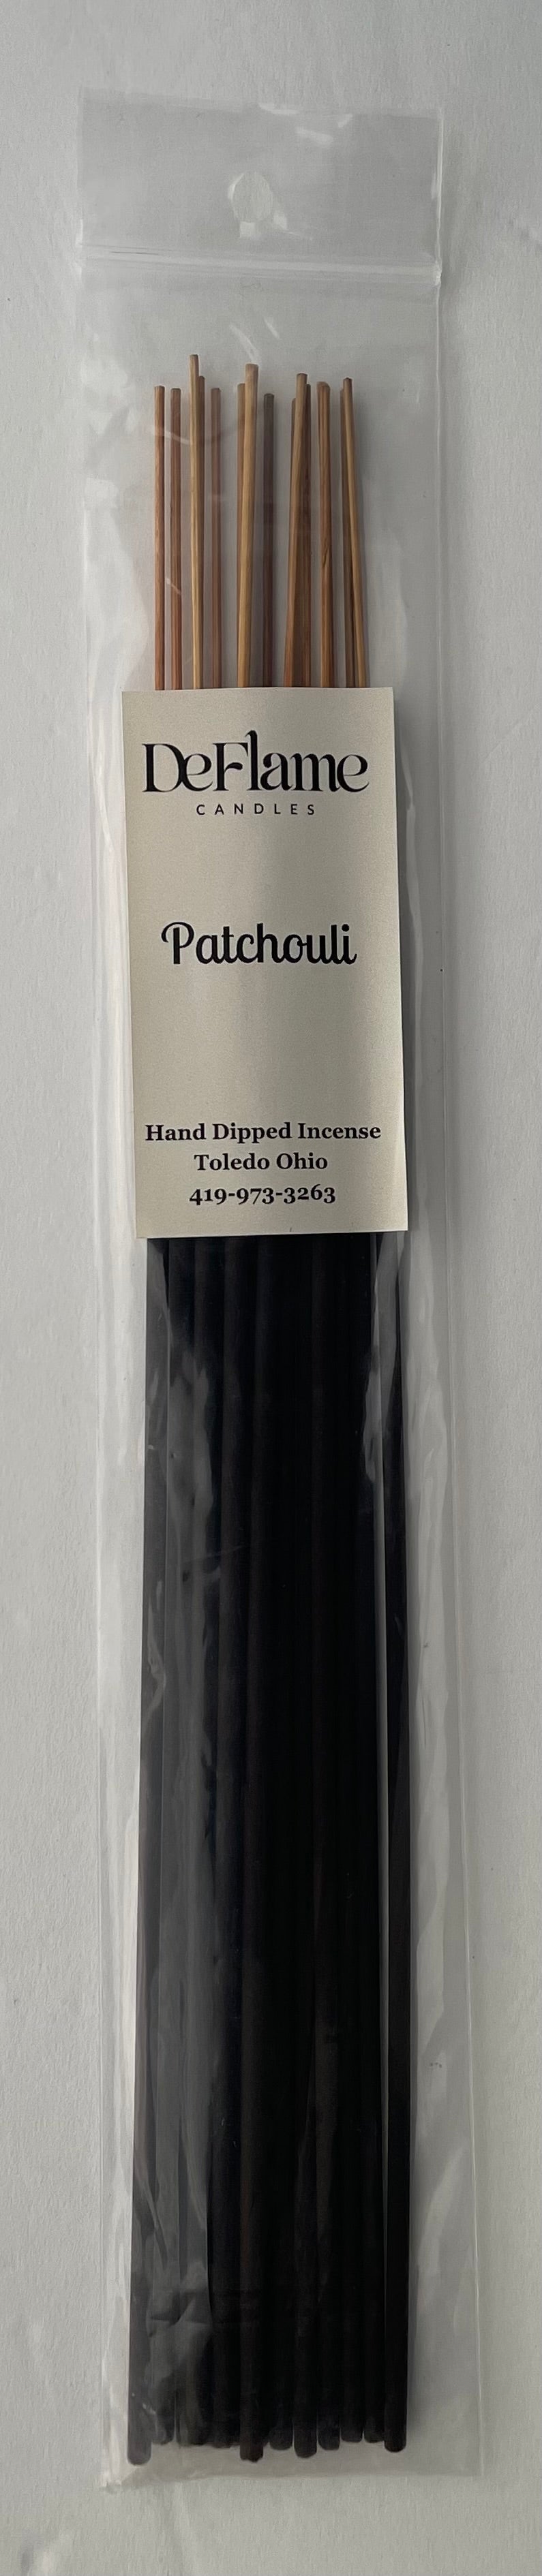 DeFlame
CANDLES
Patchouli
Hand Dipped Incense
Toledo Ohio
419-973-3263